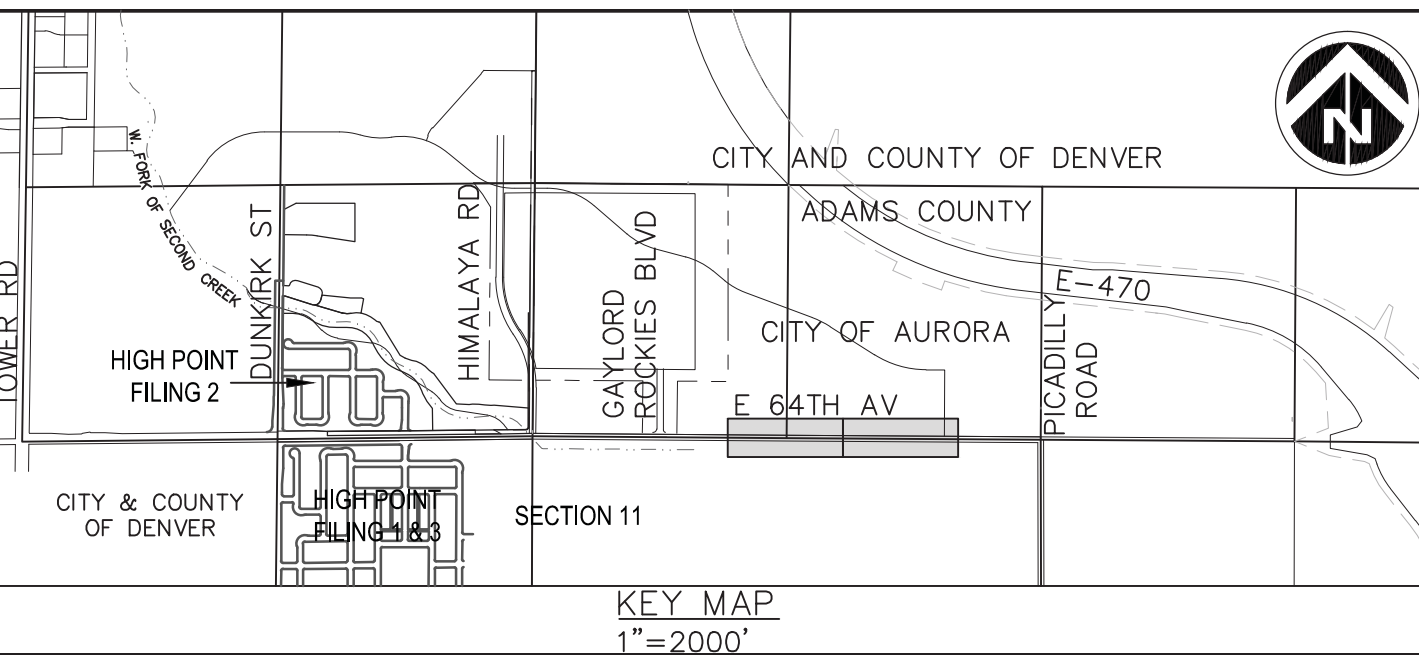 N
CITY AND COUNTY OF DENVER
W. FORK OF SECOND CREEK
ADAMS COUNTY
DUNKIRK ST
HIMALAYA RD
GAYLORD
ROCKIES BLVD
E-470
CITY OF AURORA
PICADILLY
ROAD
HIGH POINT
FILING 2
E 64TH AV
CITY & COUNTY
OF DENVER
HIGH POINT
FILING 1 & 3
SECTION 11
KEY MAP
1"=2000'